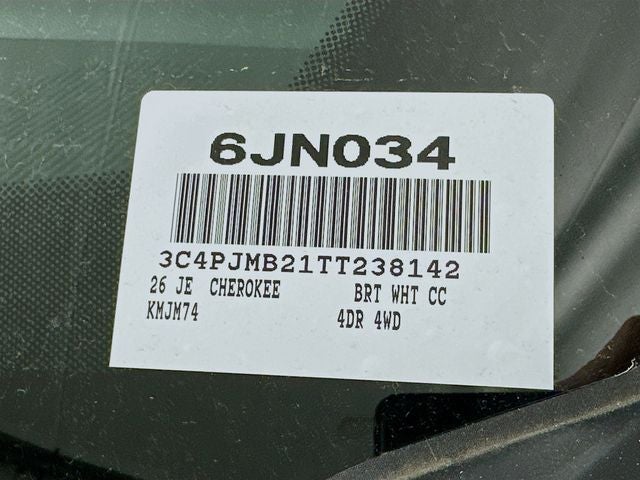 6JN034
3C4PJMB21TT238142
26 JE CHEROKEE BRT WHT CC
KMJM74 4DR 4WD